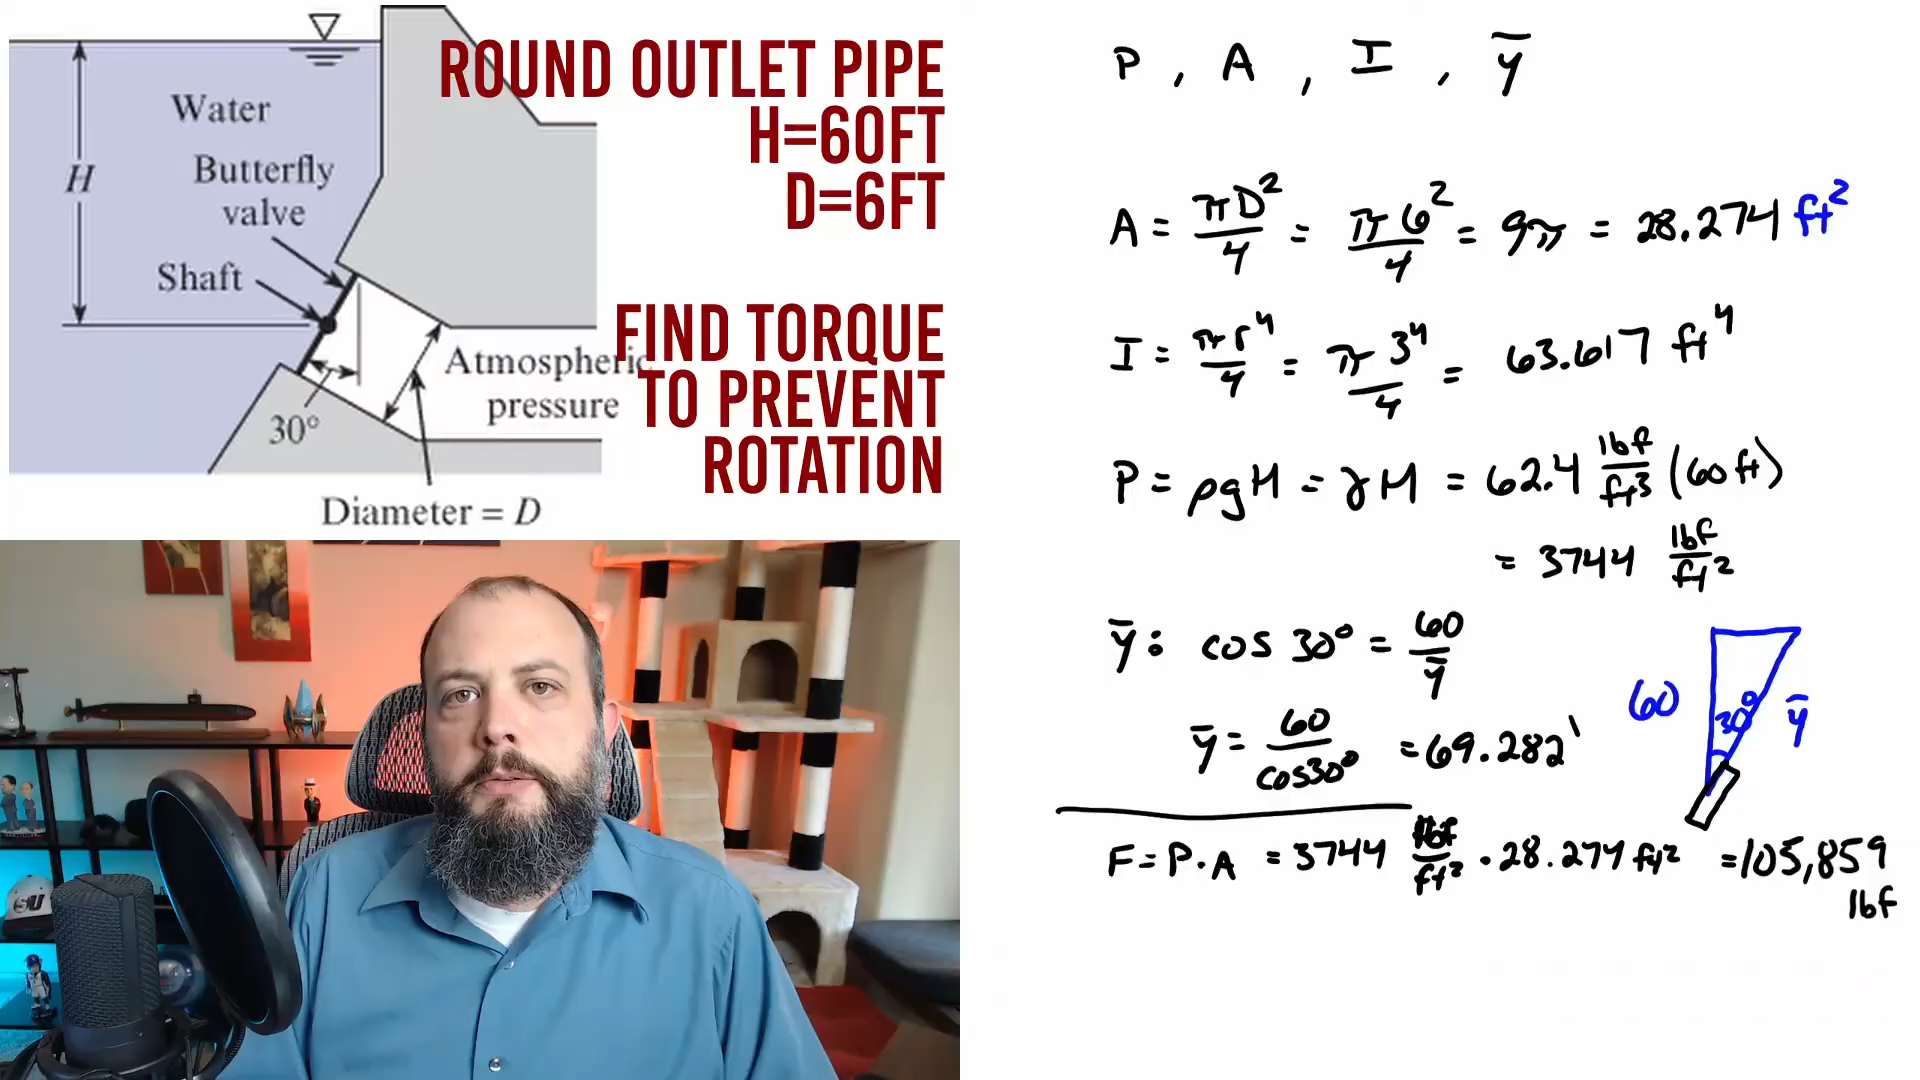 ROUND OUTLET PIPE
H=60FT
D=6FT
Water
H
Butterfly
valve
Shaft
FIND TORQUE
TO PREVENT
ROTATION
Atmospheric
pressure
30°
Diameter = D
SU
P , A , I , ȳ
A = πD²/4 = π6²/4 = 9π = 28.274 ft²
I = πr⁴/4 = π3⁴/4 = 63.617 ft⁴
P = ρgH = γH = 62.4 lbf/ft³ (60 ft)
= 3744 lbf/ft²
ȳ: cos 30° = 60/ȳ
ȳ = 60/cos30° = 69.282'
60
30°
ȳ
F = P·A = 3744 lbf/ft² · 28.274 ft² = 105,859
lbf